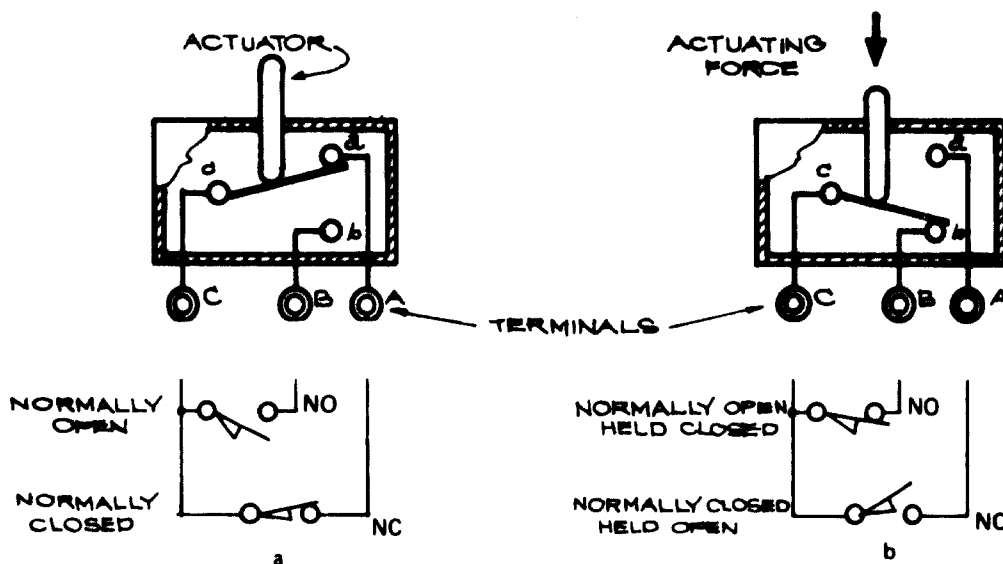 ACTUATOR
a
c
b
C
B
A
ACTUATING
FORCE
a
c
b
C
B
A
TERMINALS
NORMALLY
OPEN
NO
NORMALLY
CLOSED
NC
a
NORMALLY OPEN
HELD CLOSED
NO
NORMALLY CLOSED
HELD OPEN
NC
b